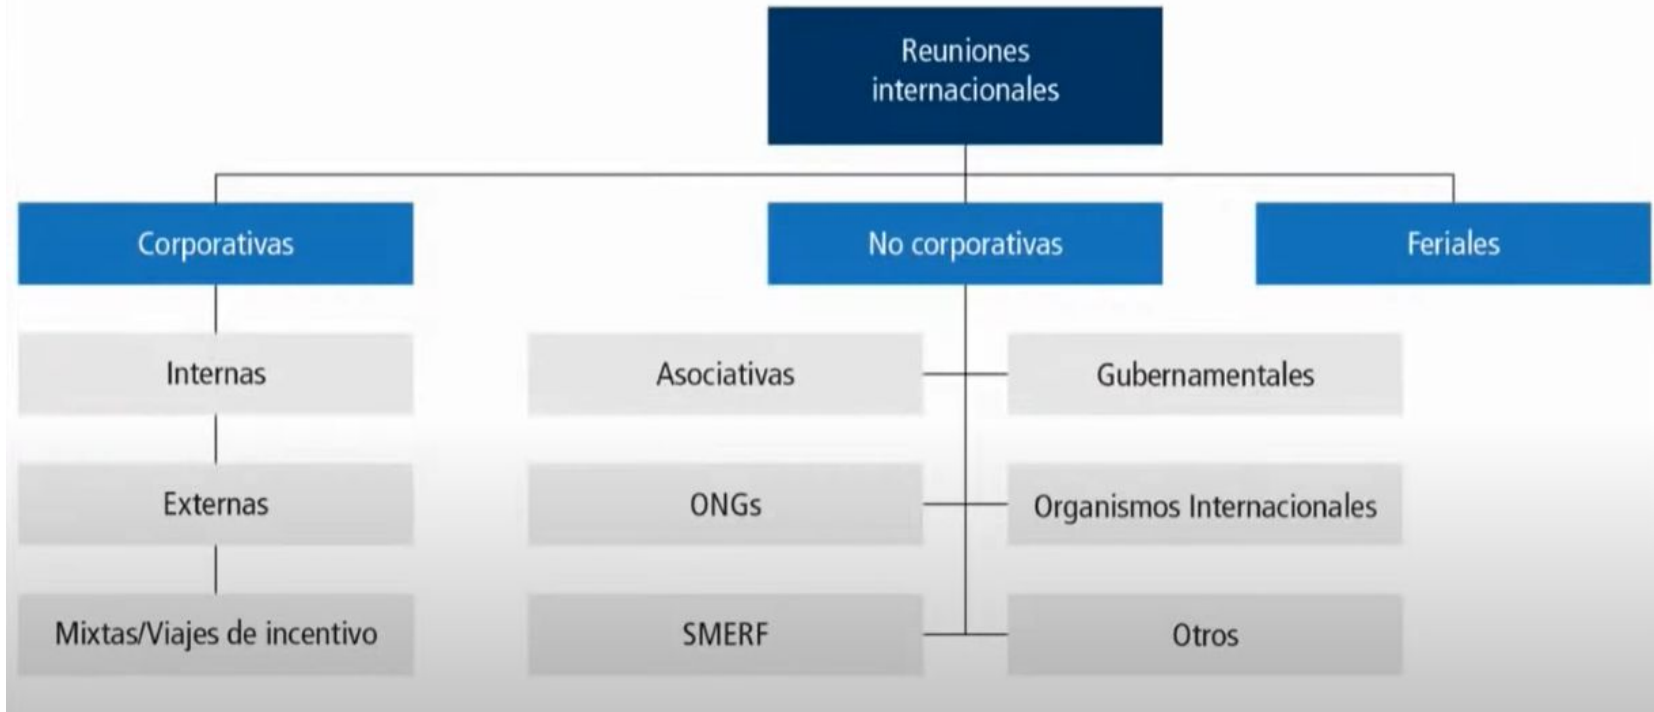 Reuniones
internacionales
Corporativas
No corporativas
Feriales
Internas
Asociativas
Gubernamentales
Externas
ONGs
Organismos Internacionales
Mixtas/Viajes de incentivo
SMERF
Otros